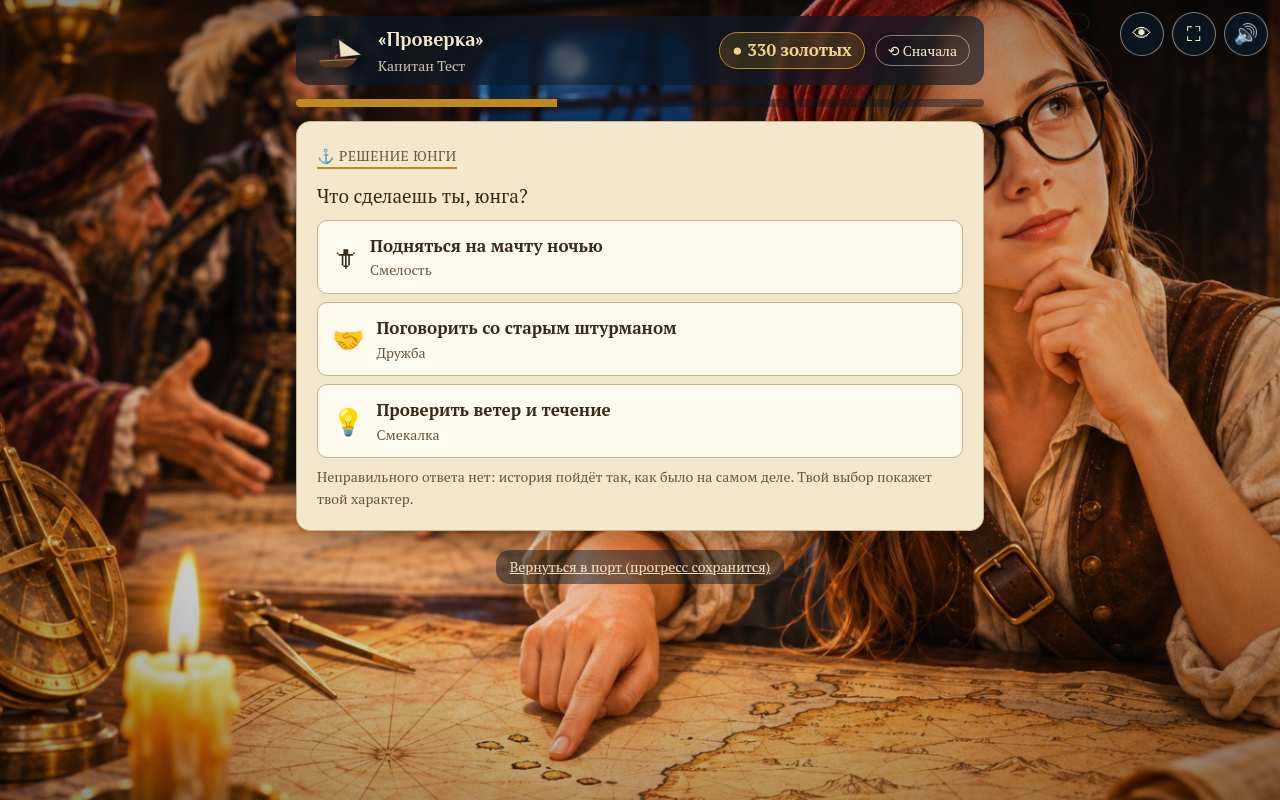 «Проверка»
Капитан Тест
330 золотых
⟲ Сначала
⚓ РЕШЕНИЕ ЮНГИ
Что сделаешь ты, юнга?
Подняться на мачту ночью
Смелость
Поговорить со старым штурманом
Дружба
Проверить ветер и течение
Смекалка
Неправильного ответа нет: история пойдёт так, как было на самом деле. Твой выбор покажет
твой характер.
Вернуться в порт (прогресс сохранится)